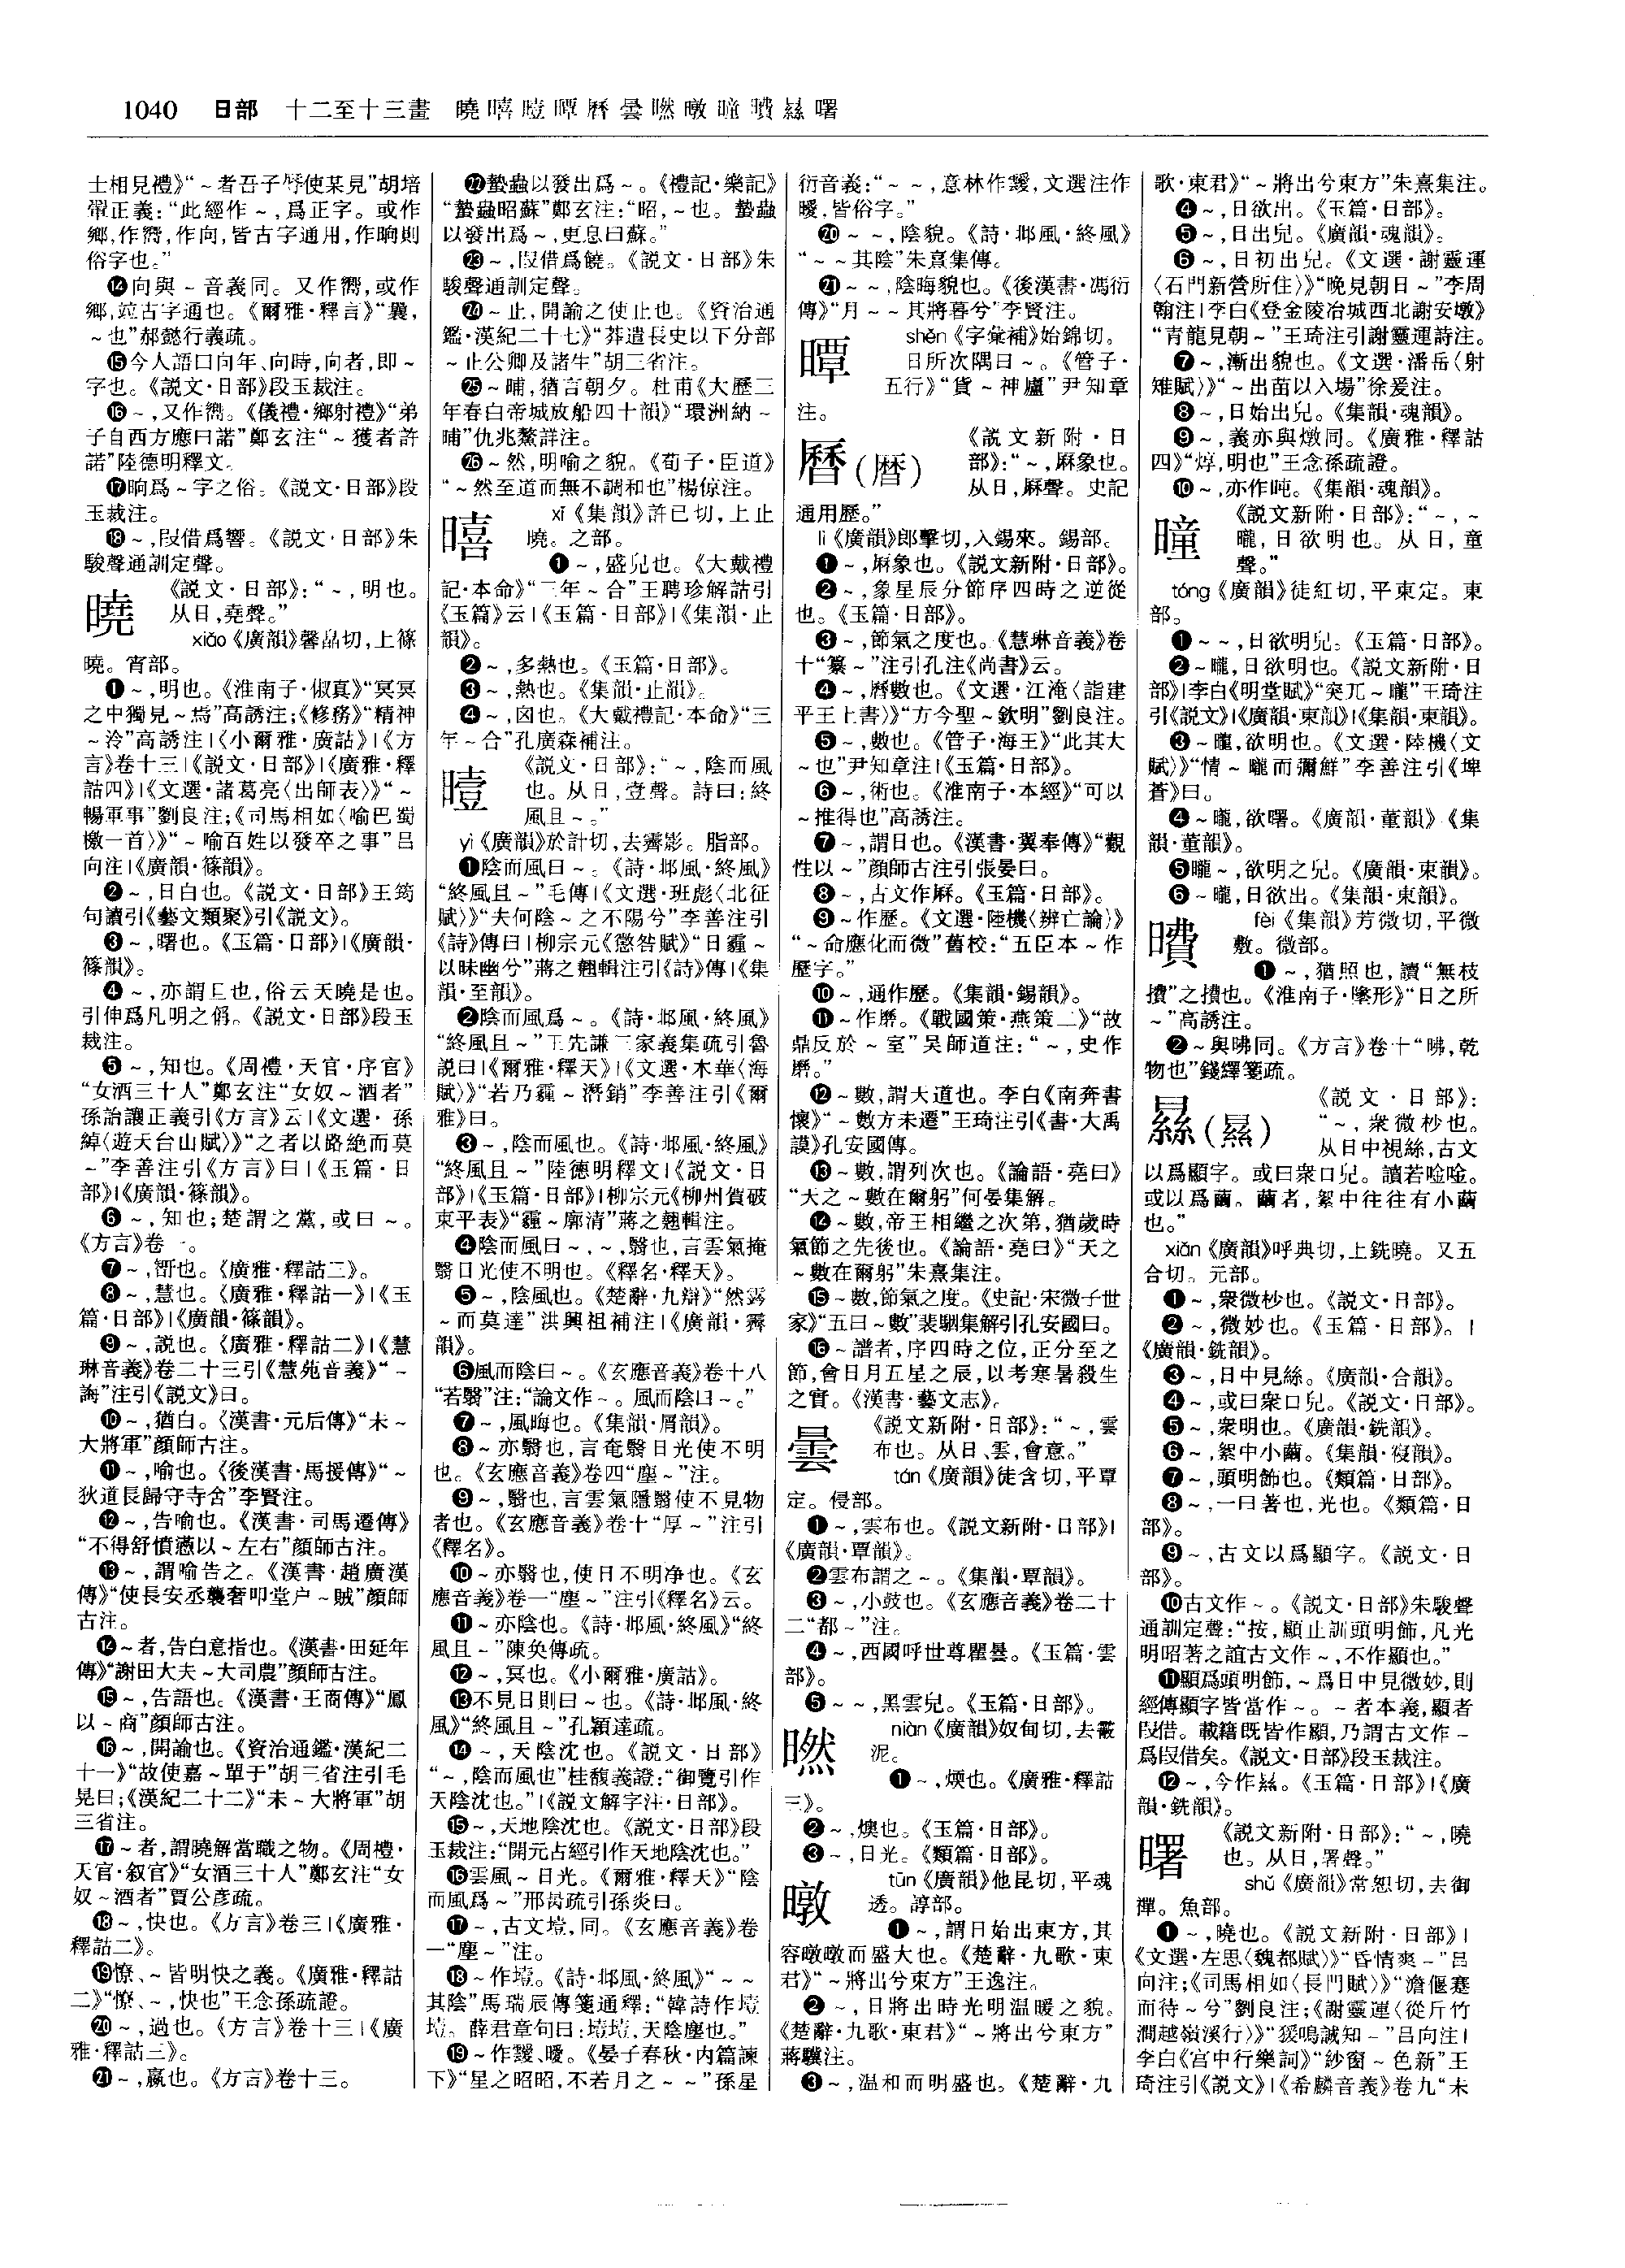 1040 日部 十二至十三畫 曉暿曀㬀曆曇㬗暾曈曊㬎曙
士相見禮》“~者吾子辱使某見”胡培
翬正義:“此經作~,爲正字。或作
鄉,作嚮,作向,皆古字通用,作晌則
俗字也。”
⓮向與~音義同。又作嚮,或作
鄉,竝古字通也。《爾雅·釋言》“曩,
~也”郝懿行義疏。
⓯今人語曰向年、向時,向者,即~
字也。《説文·日部》段玉裁注。
⓰~,又作嚮。《儀禮·鄉射禮》“弟
子自西方應曰諾”鄭玄注“~獲者許
諾”陸德明釋文。
⓱晌爲~字之俗。《説文·日部》段
玉裁注。
⓲~,叚借爲響。《説文·日部》朱
駿聲通訓定聲。
曉 《説文·日部》:“~,明也。
从日,堯聲。”
xiǎo《廣韻》馨皛切,上篠
曉。宵部。
❶~,明也。《淮南子·俶真》“冥冥
之中獨見~焉”高誘注;《修務》“精神
~泠”高誘注|《小爾雅·廣詁》|《方
言》卷十三|《説文·日部》|《廣雅·釋
詁四》|《文選·諸葛亮〈出師表〉》“~
暢軍事”劉良注;《司馬相如〈喻巴蜀
檄一首〉》“~喻百姓以發卒之事”吕
向注|《廣韻·篠韻》。
❷~,日白也。《説文·日部》王筠
句讀引《藝文類聚》引《説文》。
❸~,曙也。《玉篇·日部》|《廣韻·
篠韻》。
❹~,亦謂旦也,俗云天曉是也。
引伸爲凡明之偁。《説文·日部》段玉
裁注。
❺~,知也。《周禮·天官·序官》
“女酒三十人”鄭玄注“女奴~酒者”
孫詒讓正義引《方言》云|《文選·孫
綽〈遊天台山賦〉》“之者以路絶而莫
~”李善注引《方言》曰|《玉篇·日
部》|《廣韻·篠韻》。
❻~,知也;楚謂之黨,或曰~。
《方言》卷一。
❼~,䛠也。《廣雅·釋詁二》。
❽~,慧也。《廣雅·釋詁一》|《玉
篇·日部》|《廣韻·篠韻》。
❾~,説也。《廣雅·釋詁二》|《慧
琳音義》卷二十三引《慧苑音義》“~
誨”注引《説文》曰。
❿~,猶白。《漢書·元后傳》“未~
大將軍”顏師古注。
⓫~,喻也。《後漢書·馬援傳》“~
狄道長歸守寺舍”李賢注。
⓬~,告喻也。《漢書·司馬遷傳》
“不得舒憤懣以~左右”顏師古注。
⓭~,謂喻告之。《漢書·趙廣漢
傳》“使長安丞龔奢叩堂户~賊”顏師
古注。
⓮~者,告白意指也。《漢書·田延年
傳》“謝田大夫~大司農”顏師古注。
⓯~,告語也。《漢書·王商傳》“鳳
以~商”顏師古注。
⓰~,開諭也。《資治通鑑·漢紀二
十一》“故使嘉~單于”胡三省注引毛
晃曰;《漢紀二十二》“未~大將軍”胡
三省注。
⓱~者,謂曉解當職之物。《周禮·
天官·叙官》“女酒三十人”鄭玄注“女
奴~酒者”賈公彦疏。
⓲~,快也。《方言》卷三|《廣雅·
釋詁二》。
⓳憭、~皆明快之義。《廣雅·釋詁
二》“憭、~,快也”王念孫疏證。
⓴~,過也。《方言》卷十三|《廣
雅·釋詁三》。
㉑~,嬴也。《方言》卷十三。
㉒蟄蟲以發出爲~。《禮記·樂記》
“蟄蟲昭蘇”鄭玄注:“昭,~也。蟄蟲
以發出爲~,更息曰蘇。”
㉓~,叚借爲饒。《説文·日部》朱
駿聲通訓定聲。
㉔~止,開諭之使止也。《資治通
鑑·漢紀二十七》“莽遣長史以下分部
~止公卿及諸生”胡三省注。
㉕~晡,猶言朝夕。杜甫《大歷三
年春白帝城放船四十韻》“環洲納~
晡”仇兆鰲詳注。
㉖~然,明喻之貌。《荀子·臣道》
“~然至道而無不調和也”楊倞注。
暿 xǐ《集韻》許已切,上止
曉。之部。
❶~,盛皃也。《大戴禮
記·本命》“三年~合”王聘珍解詁引
《玉篇》云|《玉篇·日部》|《集韻·止
韻》。
❷~,多熱也。《玉篇·日部》。
❸~,熱也。《集韻·止韻》。
❹~,囟也。《大戴禮記·本命》“三
年~合”孔廣森補注。
曀 《説文·日部》:“~,陰而風
也。从日,壹聲。詩曰:終
風且~。”
yì《廣韻》於計切,去霽影。脂部。
❶陰而風曰~。《詩·邶風·終風》
“終風且~”毛傳|《文選·班彪〈北征
賦〉》“夫何陰~之不陽兮”李善注引
《詩》傳曰|柳宗元《懲咎賦》“日霾~
以昧幽兮”蔣之翹輯注引《詩》傳|《集
韻·至韻》。
❷陰而風爲~。《詩·邶風·終風》
“終風且~”王先謙三家義集疏引魯
説曰|《爾雅·釋天》|《文選·木華〈海
賦〉》“若乃霾~潛銷”李善注引《爾
雅》曰。
❸~,陰而風也。《詩·邶風·終風》
“終風且~”陸德明釋文|《説文·日
部》|《玉篇·日部》|柳宗元《柳州賀破
東平表》“霾~廓清”蔣之翹輯注。
❹陰而風曰~,~,翳也,言雲氣掩
翳日光使不明也。《釋名·釋天》。
❺~,陰風也。《楚辭·九辯》“然霧
~而莫達”洪興祖補注|《廣韻·霽
韻》。
❻風而陰曰~。《玄應音義》卷十八
“若翳”注:“論文作~。風而陰曰~。”
❼~,風晦也。《集韻·屑韻》。
❽~亦翳也,言奄翳日光使不明
也。《玄應音義》卷四“塵~”注。
❾~,翳也,言雲氣隱翳使不見物
者也。《玄應音義》卷十“厚~”注引
《釋名》。
❿~亦翳也,使日不明净也。《玄
應音義》卷一“塵~”注引《釋名》云。
⓫~亦陰也。《詩·邶風·終風》“終
風且~”陳奂傳疏。
⓬~,冥也。《小爾雅·廣詁》。
⓭不見日則曰~也。《詩·邶風·終
風》“終風且~”孔穎達疏。
⓮~,天陰沈也。《説文·日部》
“~,陰而風也”桂馥義證:“御覽引作
天陰沈也。”|《説文解字注·日部》。
⓯~,天地陰沈也。《説文·日部》段
玉裁注:“開元占經引作天地陰沈也。”
⓰雲風~日光。《爾雅·釋天》“陰
而風爲~”邢昺疏引孫炎曰。
⓱~,古文𡑞,同。《玄應音義》卷
一“塵~”注。
⓲~作𡑞。《詩·邶風·終風》“~~
其陰”馬瑞辰傳箋通釋:“韓詩作𡑞
𡑞。薛君章句曰:𡑞𡑞,天陰塵也。”
⓳~作靉、曖。《晏子春秋·内篇諫
下》“星之昭昭,不若月之~~”孫星
衍音義:“~~,意林作靉,文選注作
曖,皆俗字。”
⓴~~,陰貌。《詩·邶風·終風》
“~~其陰”朱熹集傳。
㉑~~,陰晦貌也。《後漢書·馮衍
傳》“月~~其將暮兮”李賢注。
㬀 shěn《字彙補》始錦切。
日所次隅曰~。《管子·
五行》“貨~神廬”尹知章
注。
曆(暦) 《説文新附·日
部》:“~,厤象也。
从日,厤聲。史記
通用歷。”
lì《廣韻》郎擊切,入錫來。錫部。
❶~,厤象也。《説文新附·日部》。
❷~,象星辰分節序四時之逆從
也。《玉篇·日部》。
❸~,節氣之度也。《慧琳音義》卷
十“纂~”注引孔注《尚書》云。
❹~,曆數也。《文選·江淹〈詣建
平王上書〉》“方今聖~欽明”劉良注。
❺~,數也。《管子·海王》“此其大
~也”尹知章注|《玉篇·日部》。
❻~,術也。《淮南子·本經》“可以
~推得也”高誘注。
❼~,謂日也。《漢書·翼奉傳》“觀
性以~”顏師古注引張晏曰。
❽~,古文作厤。《玉篇·日部》。
❾~作歷。《文選·陸機〈辨亡論〉》
“~命應化而微”舊校:“五臣本~作
歷字。”
❿~,通作歷。《集韻·錫韻》。
⓫~作磿。《戰國策·燕策二》“故
鼎反於~室”吴師道注:“~,史作
磿。”
⓬~數,謂大道也。李白《南奔書
懷》“~數方未遷”王琦注引《書·大禹
謨》孔安國傳。
⓭~數,謂列次也。《論語·堯曰》
“天之~數在爾躬”何晏集解。
⓮~數,帝王相繼之次第,猶歲時
氣節之先後也。《論語·堯曰》“天之
~數在爾躬”朱熹集注。
⓯~數,節氣之度。《史記·宋微子世
家》“五曰~數”裴駰集解引孔安國曰。
⓰~譜者,序四時之位,正分至之
節,會日月五星之辰,以考寒暑殺生
之實。《漢書·藝文志》。
曇 《説文新附·日部》:“~,雲
布也。从日、雲,會意。”
tán《廣韻》徒含切,平覃
定。侵部。
❶~,雲布也。《説文新附·日部》|
《廣韻·覃韻》。
❷雲布謂之~。《集韻·覃韻》。
❸~,小鼓也。《玄應音義》卷二十
二“都~”注。
❹~,西國呼世尊瞿曇。《玉篇·雲
部》。
❺~~,黑雲皃。《玉篇·日部》。
㬗 niàn《廣韻》奴甸切,去霰
泥。
❶~,煗也。《廣雅·釋詁
三》。
❷~,燠也。《玉篇·日部》。
❸~,日光。《類篇·日部》。
暾 tūn《廣韻》他昆切,平魂
透。諄部。
❶~,謂日始出東方,其
容暾暾而盛大也。《楚辭·九歌·東
君》“~將出兮東方”王逸注。
❷~,日將出時光明温暖之貌。
《楚辭·九歌·東君》“~將出兮東方”
蔣驥注。
❸~,温和而明盛也。《楚辭·九
歌·東君》“~將出兮東方”朱熹集注。
❹~,日欲出。《玉篇·日部》。
❺~,日出皃。《廣韻·魂韻》。
❻~,日初出皃。《文選·謝靈運
〈石門新營所住〉》“晚見朝日~”李周
翰注|李白《登金陵冶城西北謝安墩》
“青龍見朝~”王琦注引謝靈運詩注。
❼~,漸出貌也。《文選·潘岳〈射
雉賦〉》“~出苗以入場”徐爰注。
❽~,日始出皃。《集韻·魂韻》。
❾~,義亦與燉同。《廣雅·釋詁
四》“焞,明也”王念孫疏證。
❿~,亦作旽。《集韻·魂韻》。
曈 《説文新附·日部》:“~,~
曨,日欲明也。从日,童
聲。”
tóng《廣韻》徒紅切,平東定。東
部。
❶~~,日欲明皃。《玉篇·日部》。
❷~曨,日欲明也。《説文新附·日
部》|李白《明堂賦》“突兀~曨”王琦注
引《説文》|《廣韻·東韻》|《集韻·東韻》。
❸~曨,欲明也。《文選·陸機〈文
賦〉》“情~曨而彌鮮”李善注引《埤
蒼》曰。
❹~曨,欲曙。《廣韻·董韻》《集
韻·董韻》。
❺曨~,欲明之皃。《廣韻·東韻》。
❻~曨,日欲出。《集韻·東韻》。
曊 fèi《集韻》芳微切,平微
敷。微部。
❶~,猶照也,讀“無枝
攢”之攢也。《淮南子·墬形》“日之所
~”高誘注。
❷~與昲同。《方言》卷十“昲,乾
物也”錢繹箋疏。
㬎(㬎) 《説文·日部》:
“~,衆微杪也。
从日中視絲,古文
以爲顯字。或曰衆口皃。讀若唫唫。
或以爲繭。繭者,絮中往往有小繭
也。”
xiǎn《廣韻》呼典切,上銑曉。又五
合切。元部。
❶~,衆微杪也。《説文·日部》。
❷~,微妙也。《玉篇·日部》。|
《廣韻·銑韻》。
❸~,日中見絲。《廣韻·合韻》。
❹~,或曰衆口皃。《説文·日部》。
❺~,衆明也。《廣韻·銑韻》。
❻~,絮中小繭。《集韻·𥨊韻》。
❼~,頭明飾也。《類篇·日部》。
❽~,一曰著也,光也。《類篇·日
部》。
❾~,古文以爲顯字。《説文·日
部》。
❿古文作~。《説文·日部》朱駿聲
通訓定聲:“按,顯止訓頭明飾,凡光
明昭著之誼古文作~,不作顯也。”
⓫顯爲頭明飾,~爲日中見微妙,則
經傳顯字皆當作~。~者本義,顯者
叚借。載籍既皆作顯,乃謂古文作~
爲叚借矣。《説文·日部》段玉裁注。
⓬~,今作㬎。《玉篇·日部》|《廣
韻·銑韻》。
曙 《説文新附·日部》:“~,曉
也。从日,署聲。”
shǔ《廣韻》常恕切,去御
禪。魚部。
❶~,曉也。《説文新附·日部》|
《文選·左思〈魏都賦〉》“昏情爽~”吕
向注;《司馬相如〈長門賦〉》“澹偃蹇
而待~兮”劉良注;《謝靈運〈從斤竹
澗越嶺溪行〉》“猨鳴誠知~”吕向注|
李白《宫中行樂詞》“紗窗~色新”王
琦注引《説文》|《希麟音義》卷九“未